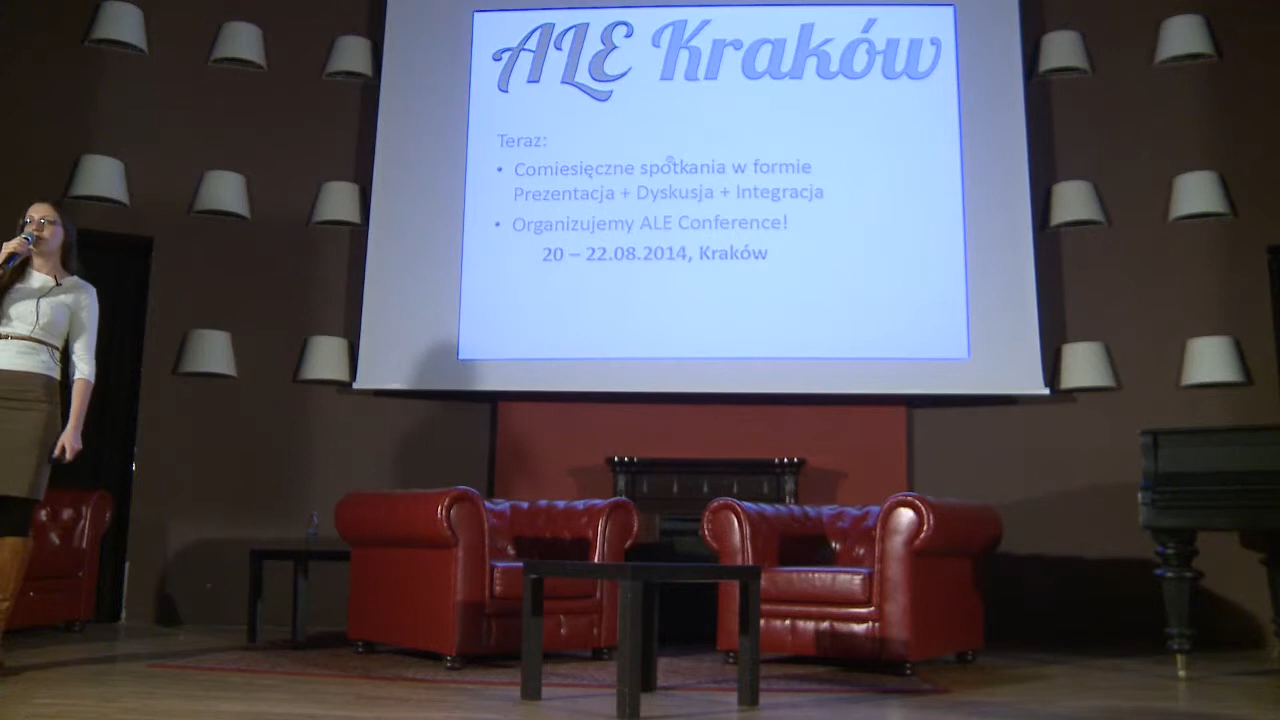 ALE Kraków
Teraz:
• Comiesięczne spotkania w formie
Prezentacja + Dyskusja + Integracja
• Organizujemy ALE Conference!
20 – 22.08.2014, Kraków